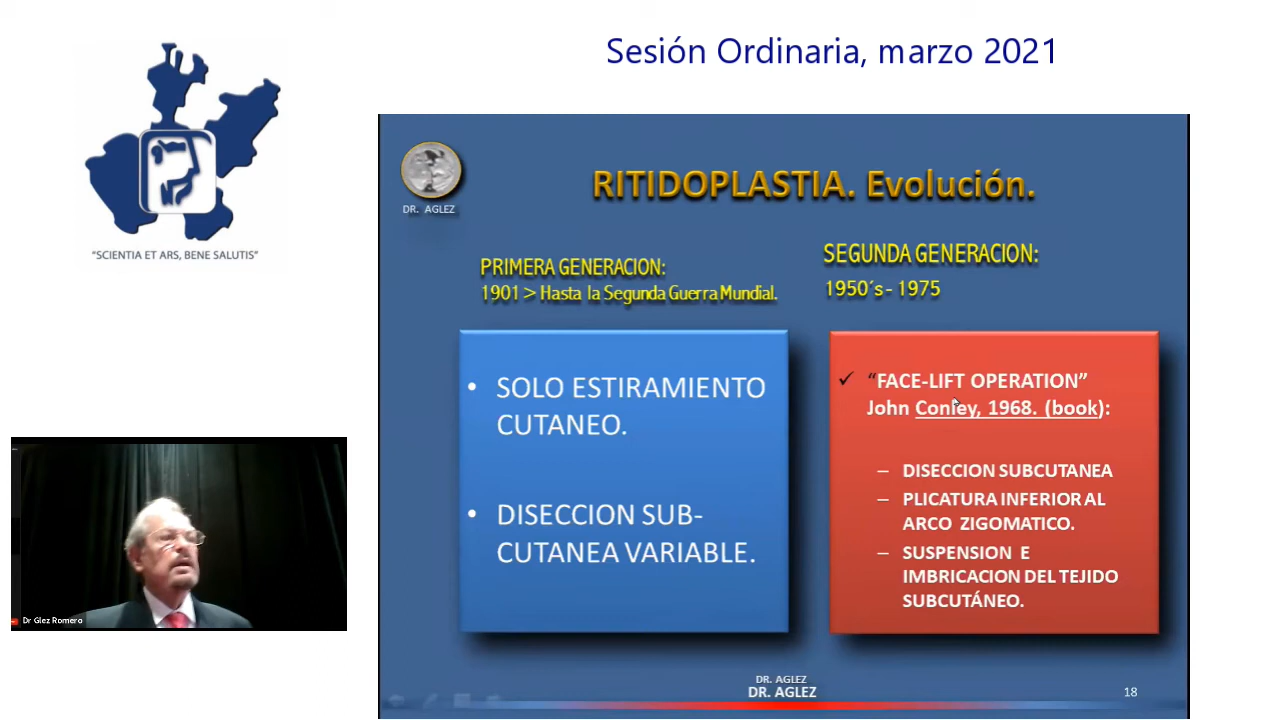 Sesión Ordinaria, marzo 2021
"SCIENTIA ET ARS, BENE SALUTIS"
DR. AGLEZ
RITIDOPLASTIA. Evolución.
PRIMERA GENERACION:
1901 > Hasta la Segunda Guerra Mundial.
SEGUNDA GENERACION:
1950´s - 1975
• SOLO ESTIRAMIENTO
CUTANEO.
• DISECCION SUB-
CUTANEA VARIABLE.
✓ “FACE-LIFT OPERATION”
John Conley, 1968. (book):
– DISECCION SUBCUTANEA
– PLICATURA INFERIOR AL
ARCO ZIGOMATICO.
– SUSPENSION E
IMBRICACION DEL TEJIDO
SUBCUTÁNEO.
Dr Glez Romero
DR. AGLEZ
DR. AGLEZ
18